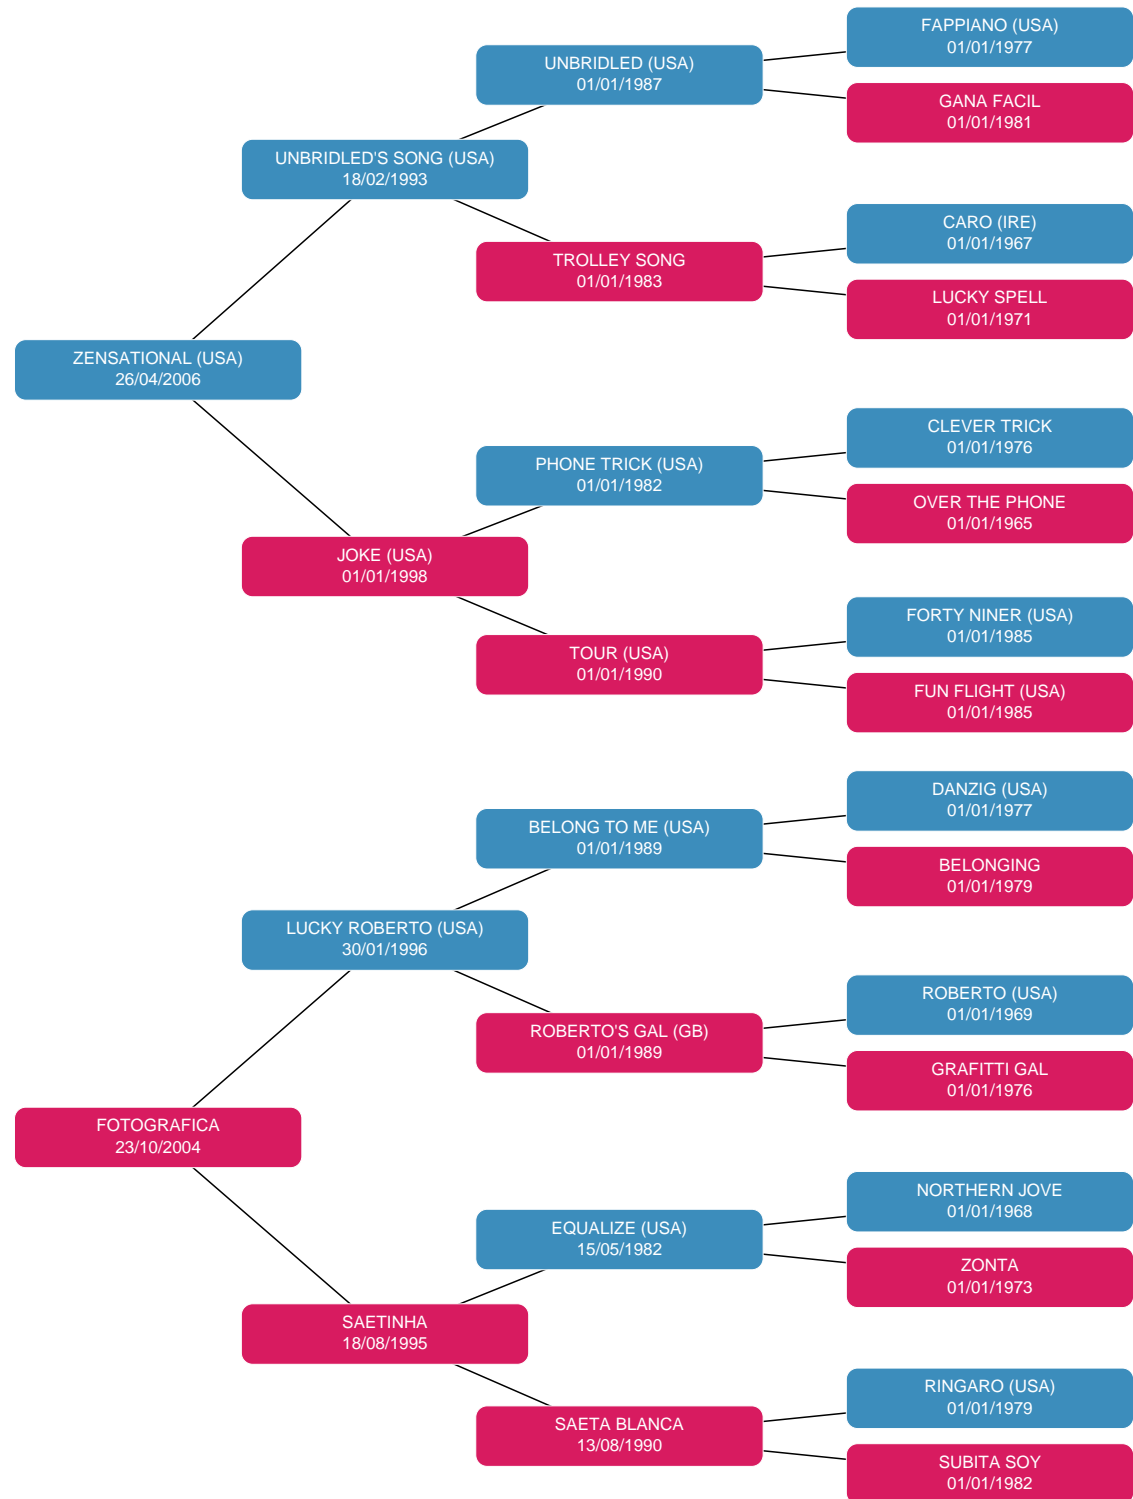 FAPPIANO (USA)
01/01/1977
UNBRIDLED (USA)
01/01/1987
GANA FACIL
01/01/1981
UNBRIDLED'S SONG (USA)
18/02/1993
CARO (IRE)
01/01/1967
TROLLEY SONG
01/01/1983
LUCKY SPELL
01/01/1971
ZENSATIONAL (USA)
26/04/2006
CLEVER TRICK
01/01/1976
PHONE TRICK (USA)
01/01/1982
OVER THE PHONE
01/01/1965
JOKE (USA)
01/01/1998
FORTY NINER (USA)
01/01/1985
TOUR (USA)
01/01/1990
FUN FLIGHT (USA)
01/01/1985
DANZIG (USA)
01/01/1977
BELONG TO ME (USA)
01/01/1989
BELONGING
01/01/1979
LUCKY ROBERTO (USA)
30/01/1996
ROBERTO (USA)
01/01/1969
ROBERTO'S GAL (GB)
01/01/1989
GRAFITTI GAL
01/01/1976
FOTOGRAFICA
23/10/2004
NORTHERN JOVE
01/01/1968
EQUALIZE (USA)
15/05/1982
ZONTA
01/01/1973
SAETINHA
18/08/1995
RINGARO (USA)
01/01/1979
SAETA BLANCA
13/08/1990
SUBITA SOY
01/01/1982